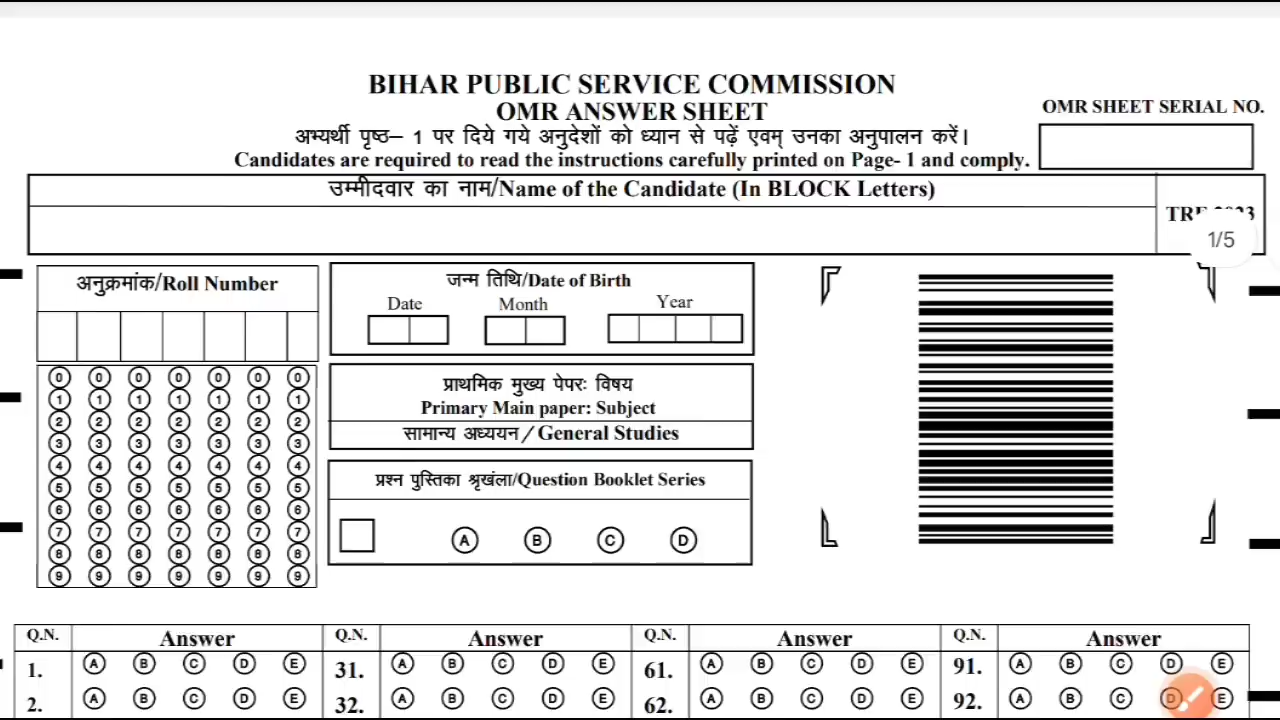 BIHAR PUBLIC SERVICE COMMISSION
OMR ANSWER SHEET
OMR SHEET SERIAL NO.
अभ्यर्थी पृष्ठ– 1 पर दिये गये अनुदेशों को ध्यान से पढ़ें एवम् उनका अनुपालन करें।
Candidates are required to read the instructions carefully printed on Page- 1 and comply.
उम्मीदवार का नाम/Name of the Candidate (In BLOCK Letters)
1/5
अनुक्रमांक/Roll Number
0 0 0 0 0 0 0
1 1 1 1 1 1 1
2 2 2 2 2 2 2
3 3 3 3 3 3 3
4 4 4 4 4 4 4
5 5 5 5 5 5 5
6 6 6 6 6 6 6
7 7 7 7 7 7 7
8 8 8 8 8 8 8
9 9 9 9 9 9 9
जन्म तिथि/Date of Birth
Date Month Year
प्राथमिक मुख्य पेपरः विषय
Primary Main paper: Subject
सामान्य अध्ययन / General Studies
प्रश्न पुस्तिका श्रृखंला/Question Booklet Series
A B C D
Q.N. Answer Q.N. Answer Q.N. Answer Q.N. Answer
1. A B C D E 31. A B C D E 61. A B C D E 91. A B C D E
2. A B C D E 32. A B C D E 62. A B C D E 92. A B C D E